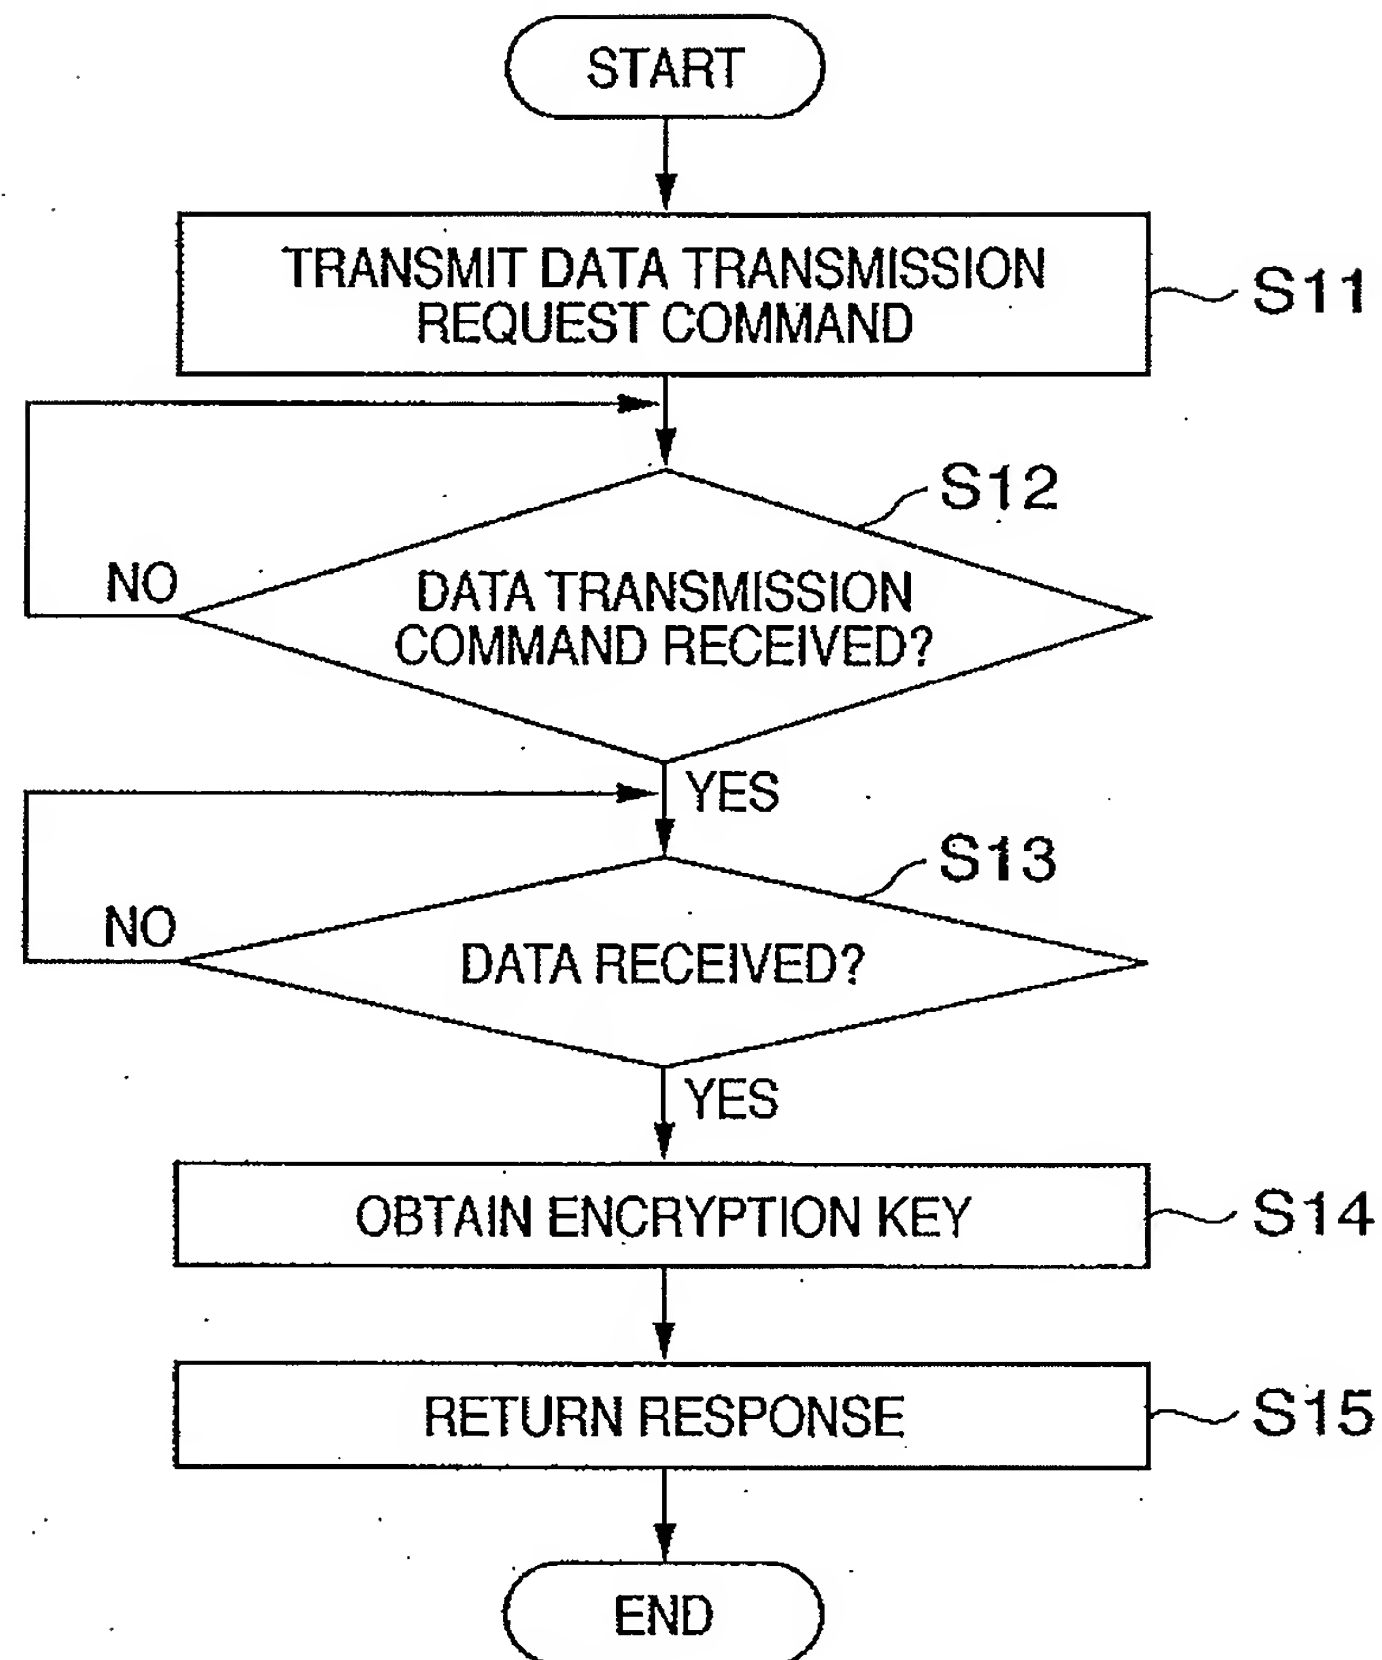 START
TRANSMIT DATA TRANSMISSION
REQUEST COMMAND
S11
S12
NO
DATA TRANSMISSION
COMMAND RECEIVED?
YES
S13
NO
DATA RECEIVED?
YES
OBTAIN ENCRYPTION KEY
S14
RETURN RESPONSE
S15
END